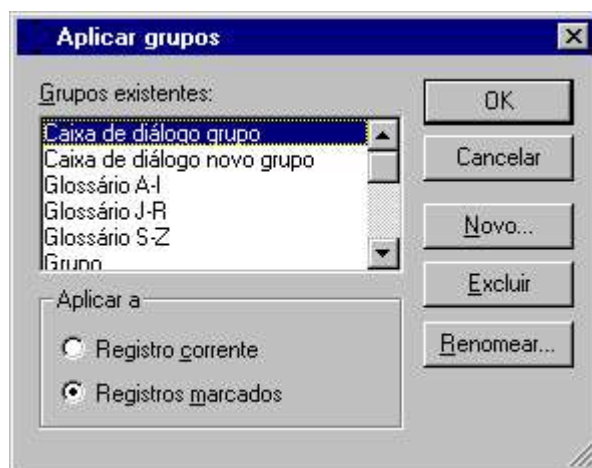 Aplicar grupos
Grupos existentes:
Caixa de diálogo grupo
Caixa de diálogo novo grupo
Glossário A-I
Glossário J-R
Glossário S-Z
Grupo
OK
Cancelar
Novo...
Excluir
Renomear...
Aplicar a
Registro corrente
Registros marcados